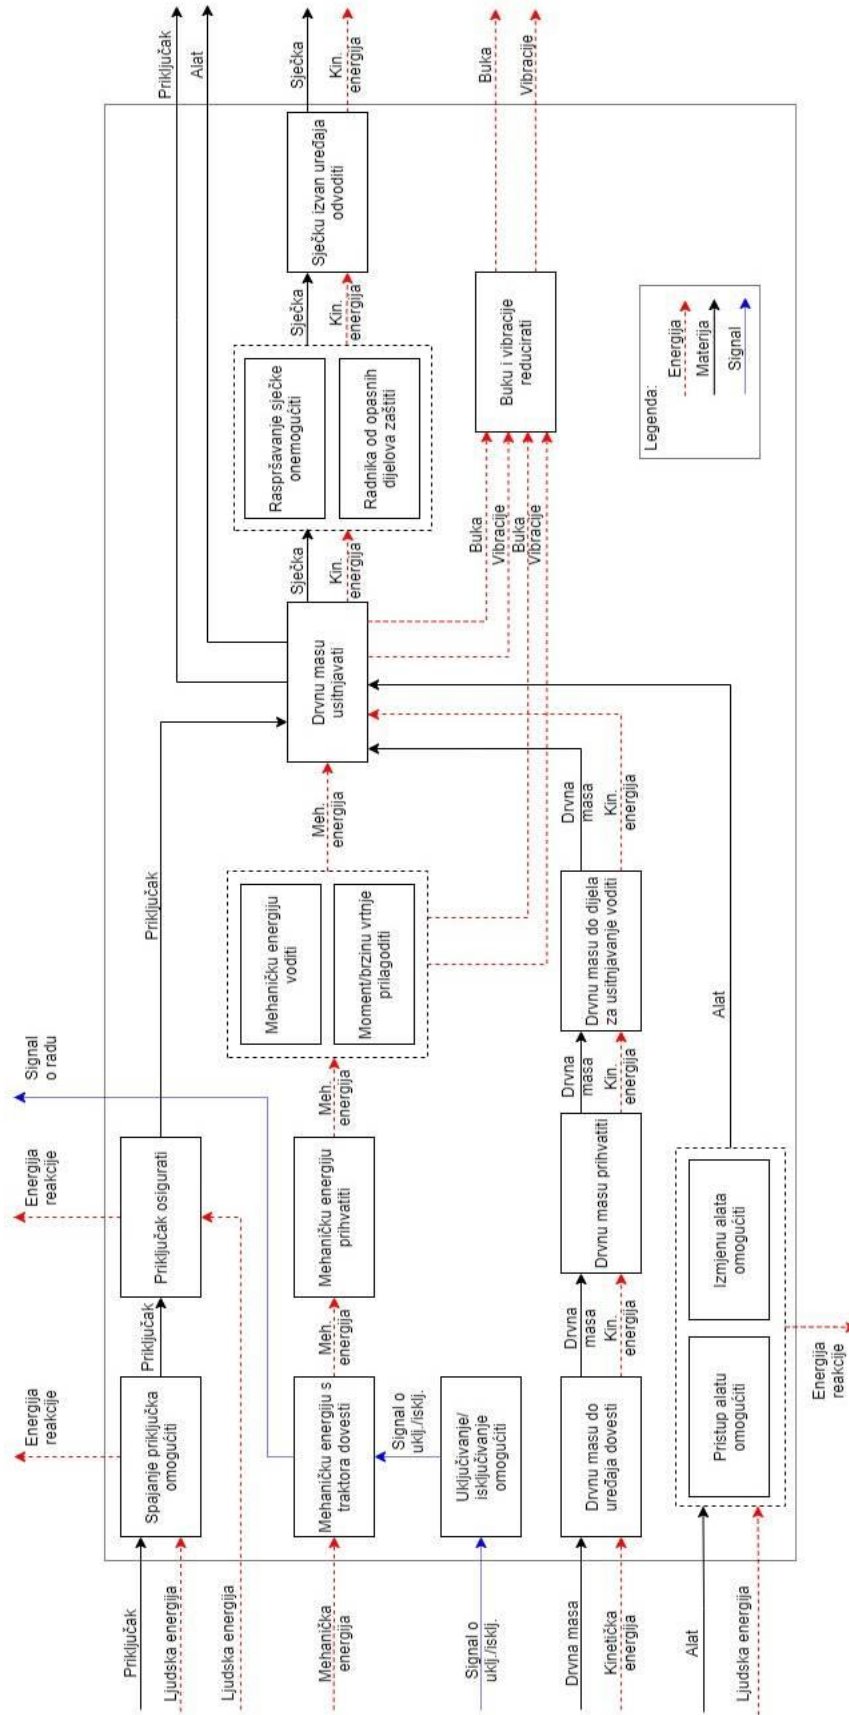 Priključak
Ljudska energija
Ljudska energija
Mehanička
energija
Signal o
uklj./isklj.
Drvna masa
Kinetička
energija
Alat
Ljudska energija
Energija
reakcije
Spajanje priključka
omogućiti
Priključak
Energija
reakcije
Priključak osigurati
Signal
o radu
Priključak
Mehaničku energiju s
traktora dovesti
Meh.
energija
Mehaničku energiju
prihvatiti
Meh.
energija
Mehaničku energiju
voditi
Moment/brzinu vrtnje
prilagoditi
Meh.
energija
Signal o
uklj./isklj.
Uključivanje/
isključivanje
omogućiti
Drvnu masu do
uređaja dovesti
Drvna
masa
Kin.
energija
Drvnu masu prihvatiti
Drvna
masa
Kin.
energija
Drvnu masu do dijela
za usitnjavanje voditi
Drvna
masa
Kin.
energija
Pristup alatu
omogućiti
Izmjenu alata
omogućiti
Energija
reakcije
Alat
Drvnu masu
usitnjavati
Sječka
Kin.
energija
Raspršavanje sječke
onemogućiti
Radnika od opasnih
dijelova zaštiti
Sječka
Kin.
energija
Sječku izvan uređaja
odvoditi
Buka
Vibracije
Buka
Vibracije
Buku i vibracije
reducirati
Priključak
Alat
Sječka
Kin.
energija
Buka
Vibracije
Legenda:
Energija
Materija
Signal